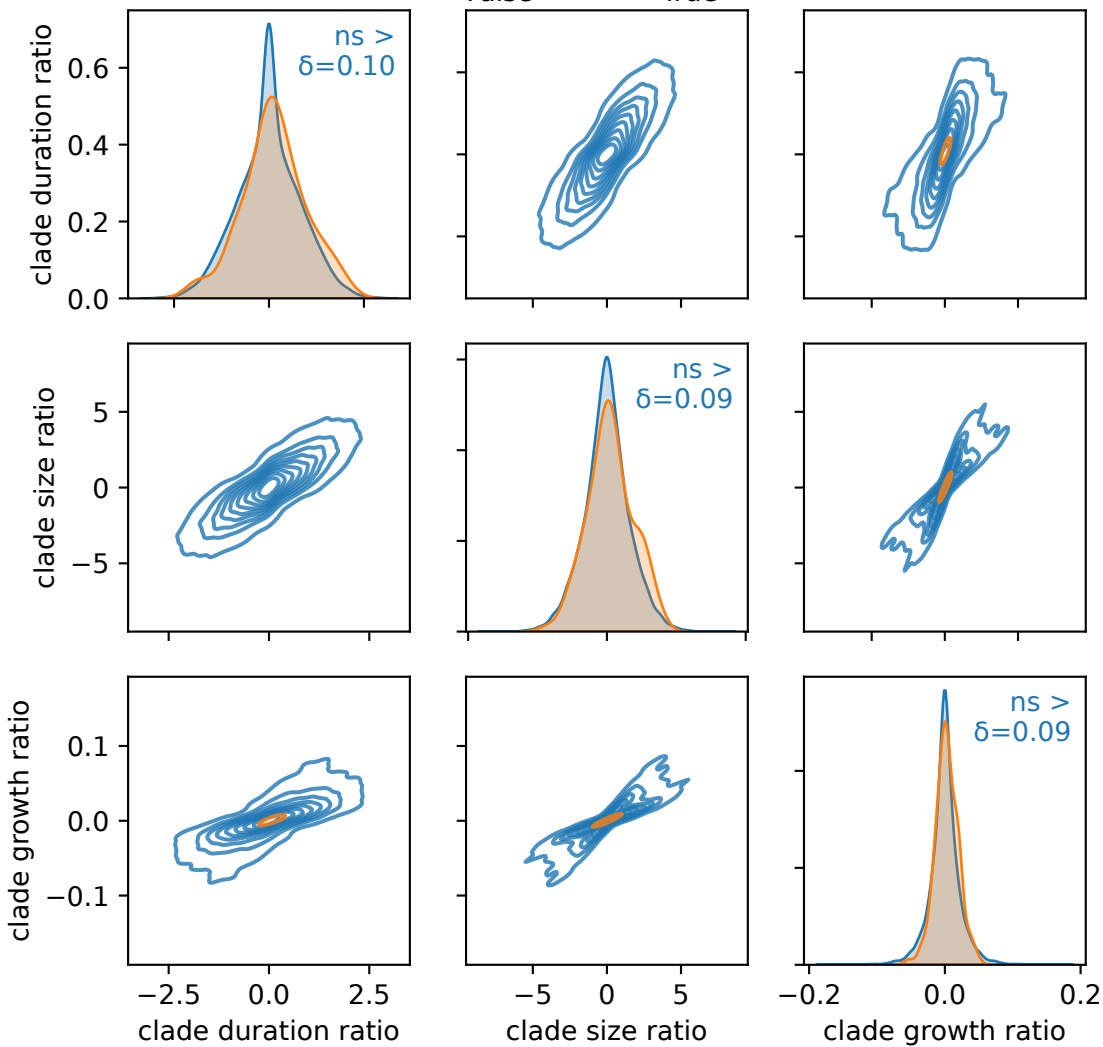 clade duration ratio
0.6
0.4
0.2
0.0
ns >
δ=0.10
clade size ratio
5
0
−5
ns >
δ=0.09
clade growth ratio
0.1
0.0
−0.1
ns >
δ=0.09
−2.5 0.0 2.5
−5 0 5
−0.2 0.0 0.2
clade duration ratio
clade size ratio
clade growth ratio